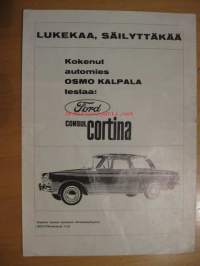 LUKEKAA, SÄILYTTÄKÄÄ
Kokenut
automies
OSMO KALPALA
testaa:
Ford
CONSUL cortina